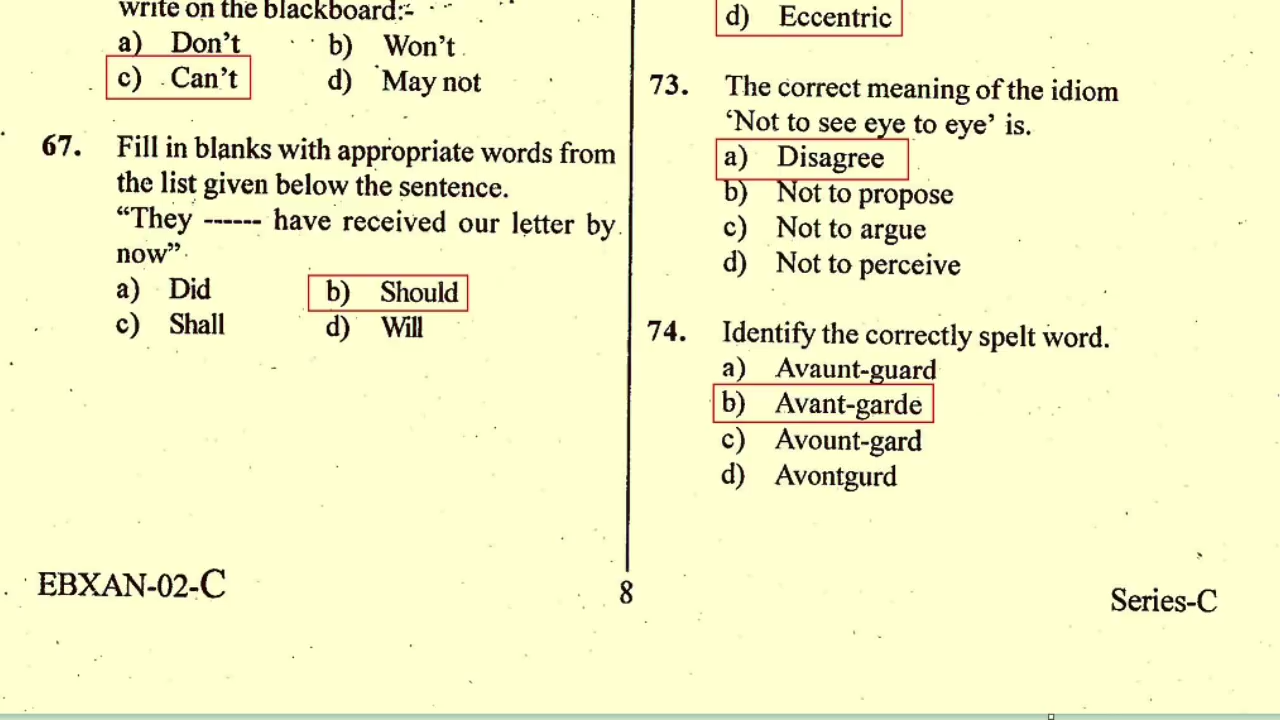 write on the blackboard:-
a) Don't b) Won't
c) Can't d) May not
67. Fill in blanks with appropriate words from
the list given below the sentence.
“They ------ have received our letter by
now”
a) Did b) Should
c) Shall d) Will
d) Eccentric
73. The correct meaning of the idiom
‘Not to see eye to eye’ is.
a) Disagree
b) Not to propose
c) Not to argue
d) Not to perceive
74. Identify the correctly spelt word.
a) Avaunt-guard
b) Avant-garde
c) Avount-gard
d) Avontgurd
EBXAN-02-C 8 Series-C